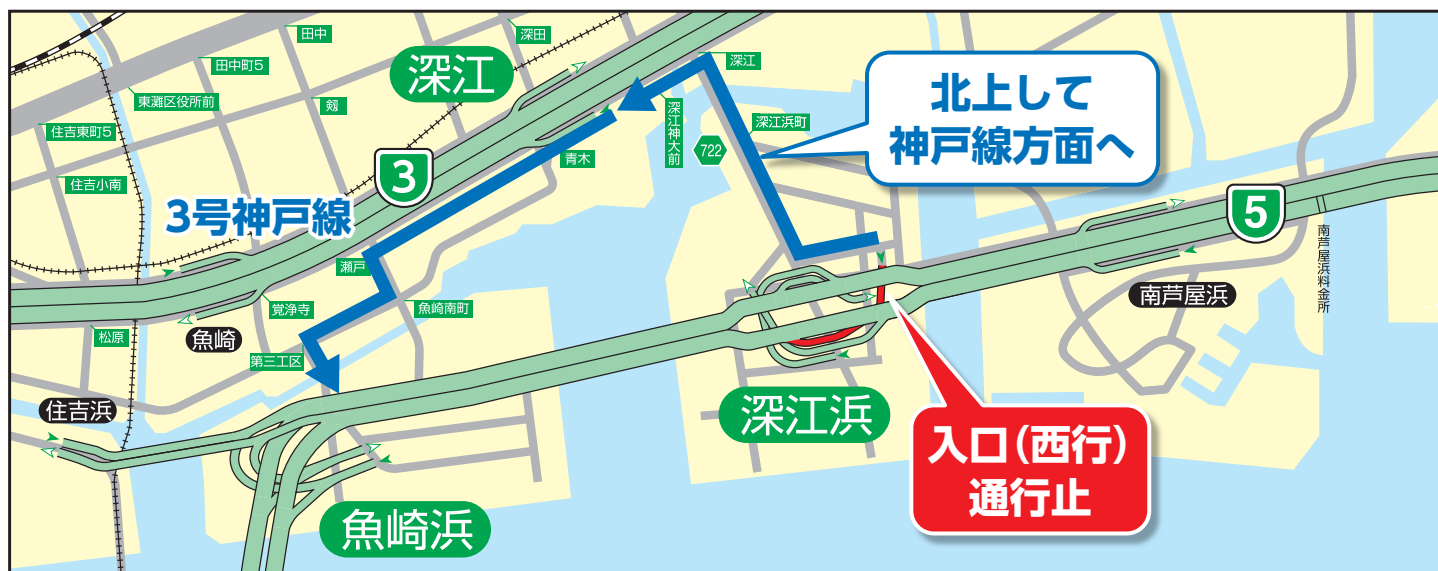 田中
深田
田中町5
深江
深江
東灘区役所前
剱
住吉東町5
深江神大前
深江浜町
722
北上して
神戸線方面へ
青木
住吉小南
3
3号神戸線
5
南芦屋浜料金所
瀬戸
南芦屋浜
覚浄寺
魚崎南町
松原
魚崎
第三工区
住吉浜
深江浜
入口(西行)
通行止
魚崎浜